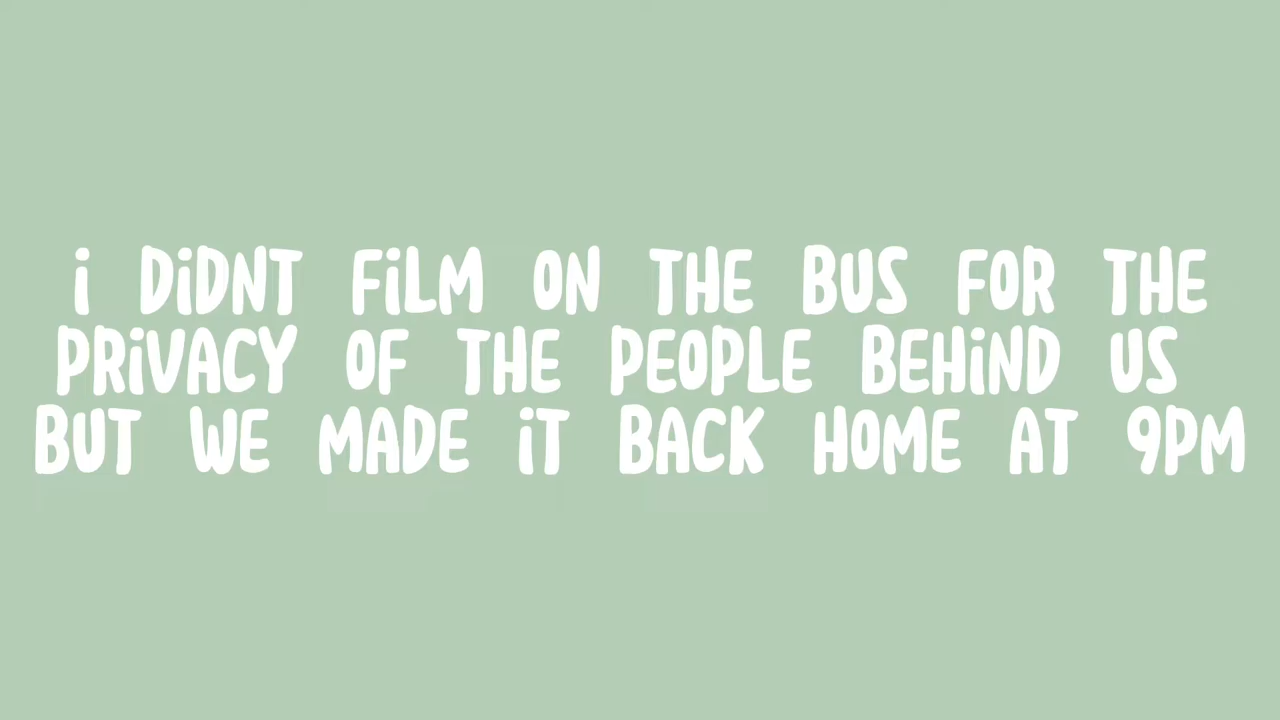 i DiDNT FiLM ON THE BUS FOR THE
PRiVACY OF THE PEOPLE BEHiND US
BUT WE MADE iT BACK HOME AT 9PM